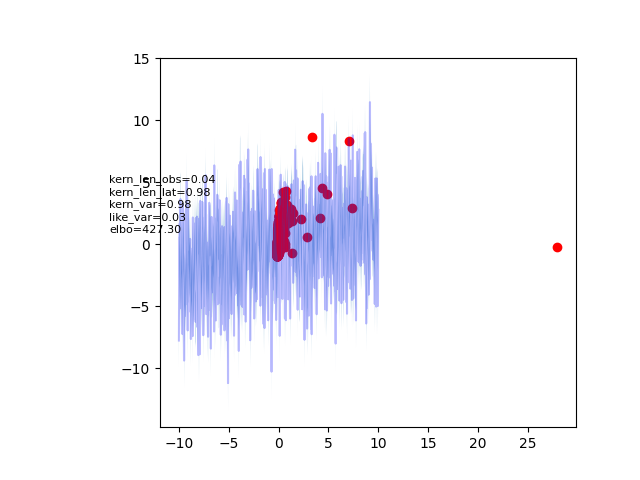 15
10
5
kern_len_obs=0.04
kern_len_lat=0.98
kern_var=0.98
like_var=0.03
elbo=427.30
0
−5
−10
−10 −5 0 5 10 15 20 25